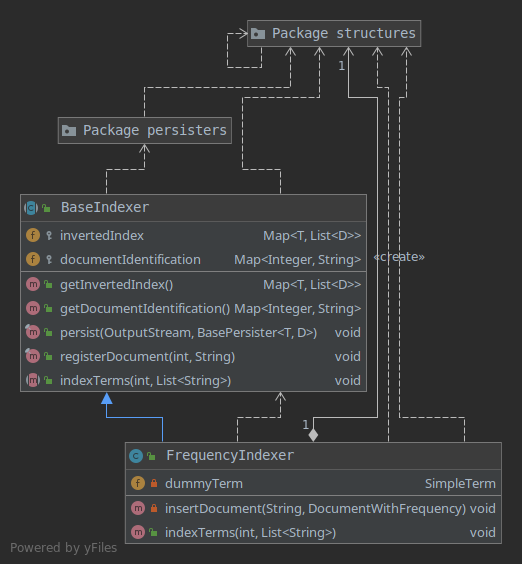 Package structures
1
Package persisters
BaseIndexer
invertedIndex Map<T, List<D>>
documentIdentification Map<Integer, String>
«create»
getInvertedIndex() Map<T, List<D>>
getDocumentIdentification() Map<Integer, String>
persist(OutputStream, BasePersister<T, D>) void
registerDocument(int, String) void
indexTerms(int, List<String>) void
1
FrequencyIndexer
dummyTerm SimpleTerm
insertDocument(String, DocumentWithFrequency) void
indexTerms(int, List<String>) void
Powered by yFiles